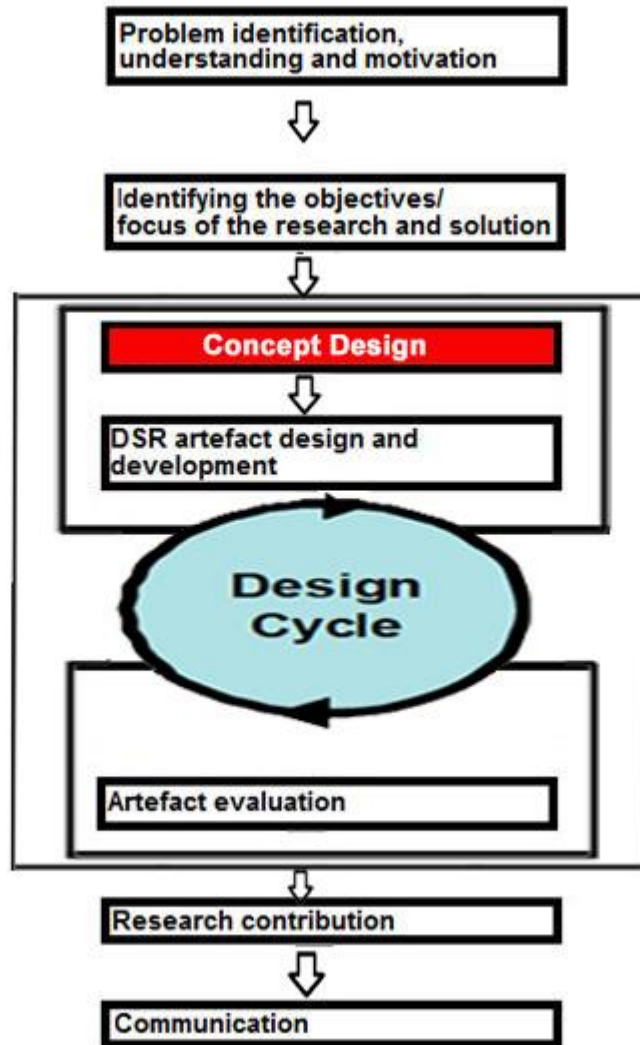 Problem identification,
understanding and motivation
Identifying the objectives/
focus of the research and solution
Concept Design
DSR artefact design and
development
Design
Cycle
Artefact evaluation
Research contribution
Communication